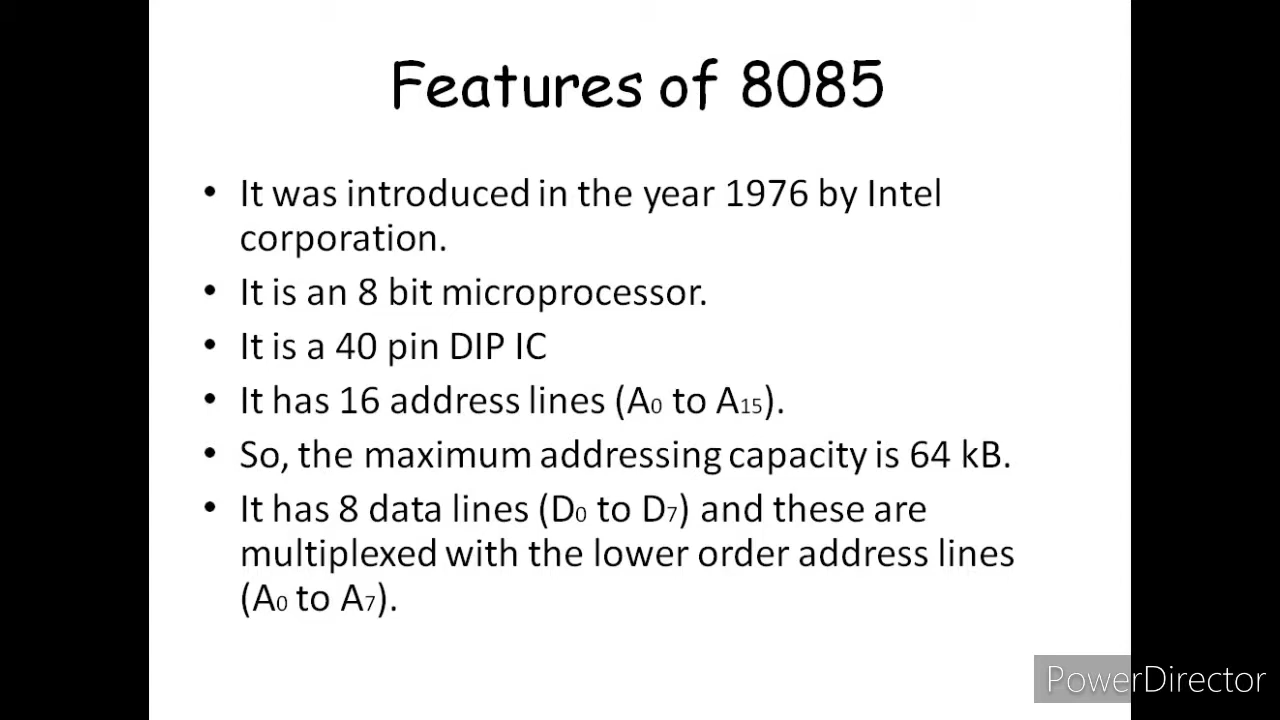 Features of 8085
• It was introduced in the year 1976 by Intel
corporation.
• It is an 8 bit microprocessor.
• It is a 40 pin DIP IC
• It has 16 address lines (A0 to A15).
• So, the maximum addressing capacity is 64 kB.
• It has 8 data lines (D0 to D7) and these are
multiplexed with the lower order address lines
(A0 to A7).
PowerDirector